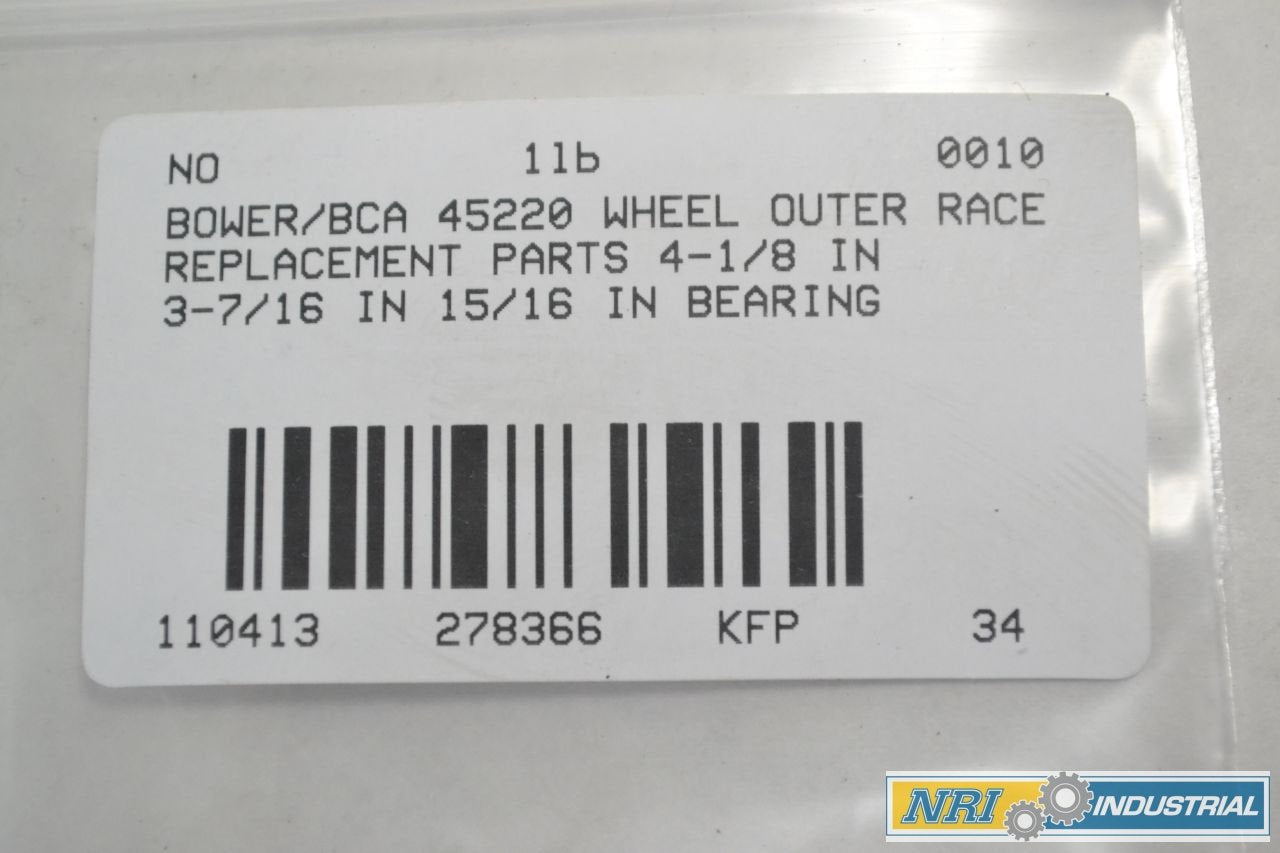 NO 1lb 0010
BOWER/BCA 45220 WHEEL OUTER RACE
REPLACEMENT PARTS 4-1/8 IN
3-7/16 IN 15/16 IN BEARING
110413 278366 KFP 34
NRI INDUSTRIAL